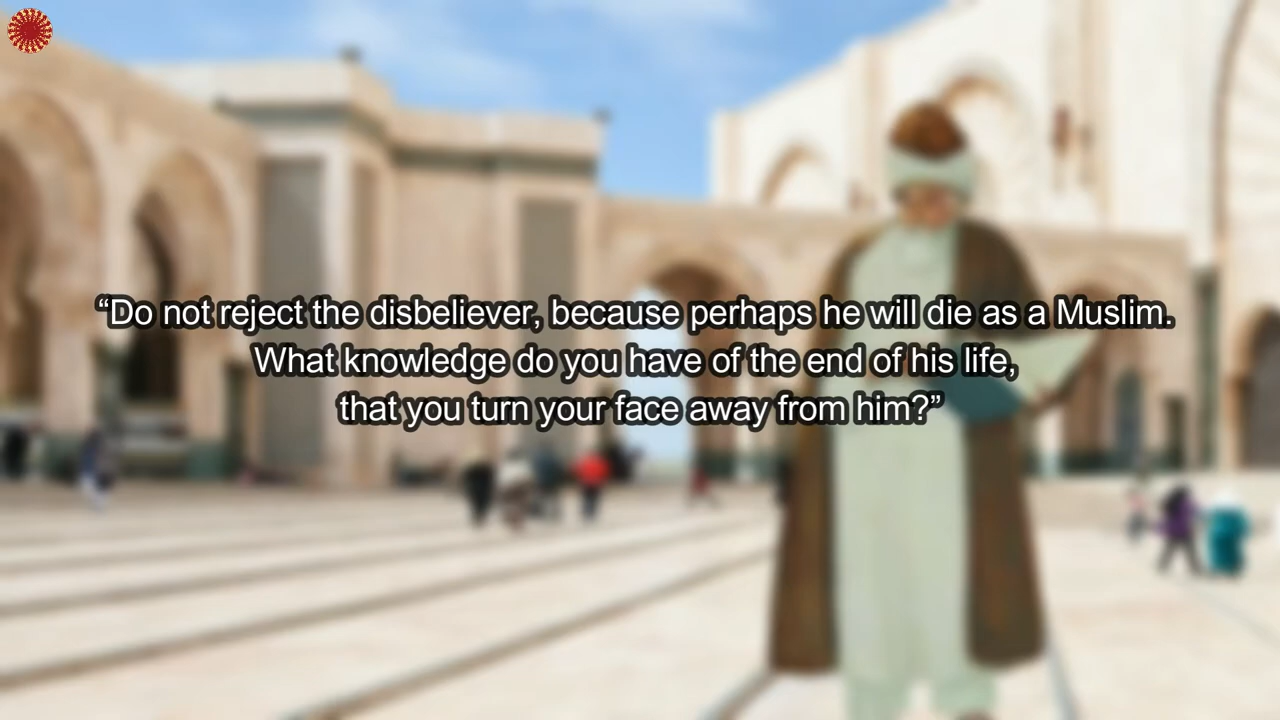 “Do not reject the disbeliever, because perhaps he will die as a Muslim.
What knowledge do you have of the end of his life,
that you turn your face away from him?”